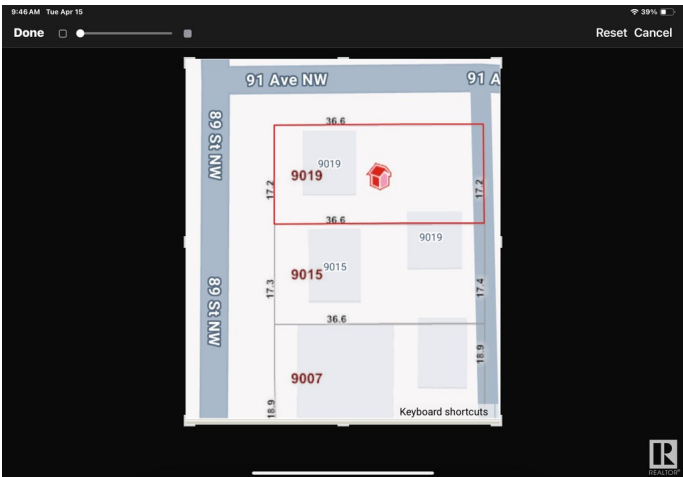 9:46 AM Tue Apr 15
39%
Done
Reset Cancel
91 Ave NW
91 A
89 St NW
36.6
9019
9019
17.2
17.2
36.6
9019
9015
9015
17.3
17.4
89 St NW
36.6
18.9
9007
18.9
Keyboard shortcuts
REALTOR®